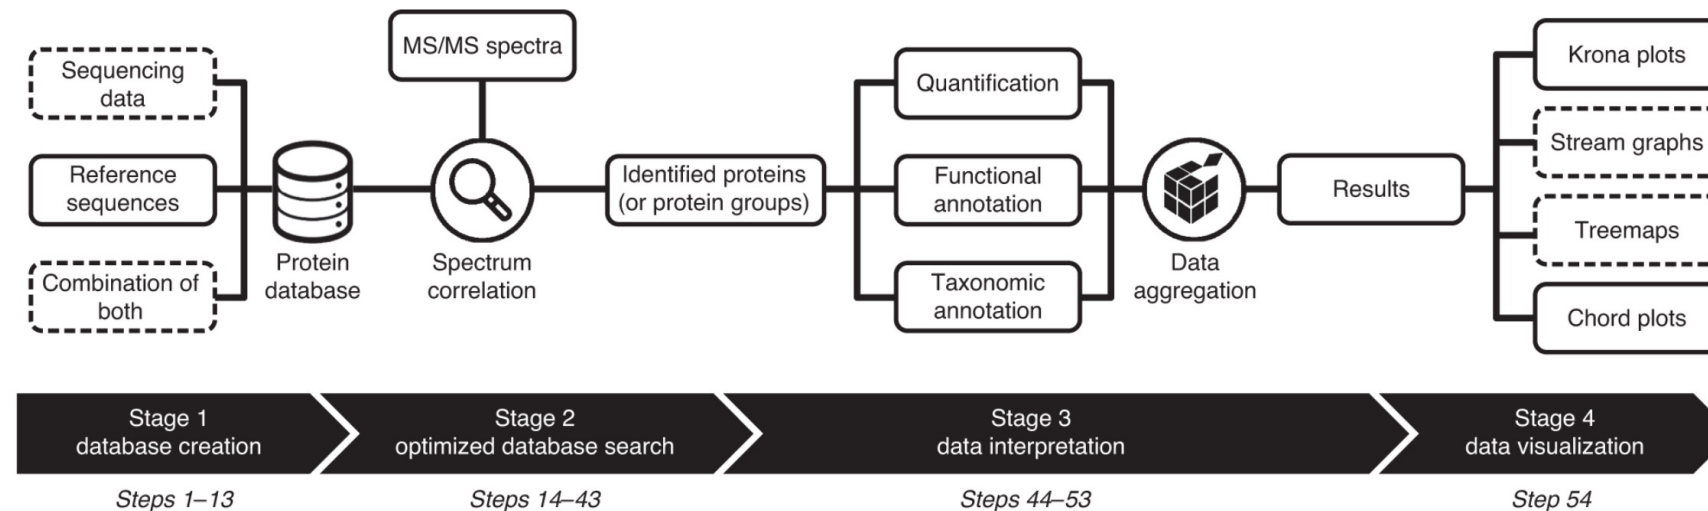 Sequencing
data
Reference
sequences
Combination of
both
Protein
database
MS/MS spectra
Spectrum
correlation
Identified proteins
(or protein groups)
Quantification
Functional
annotation
Taxonomic
annotation
Data
aggregation
Results
Krona plots
Stream graphs
Treemaps
Chord plots
Stage 1
database creation
Stage 2
optimized database search
Stage 3
data interpretation
Stage 4
data visualization
Steps 1–13
Steps 14–43
Steps 44–53
Step 54